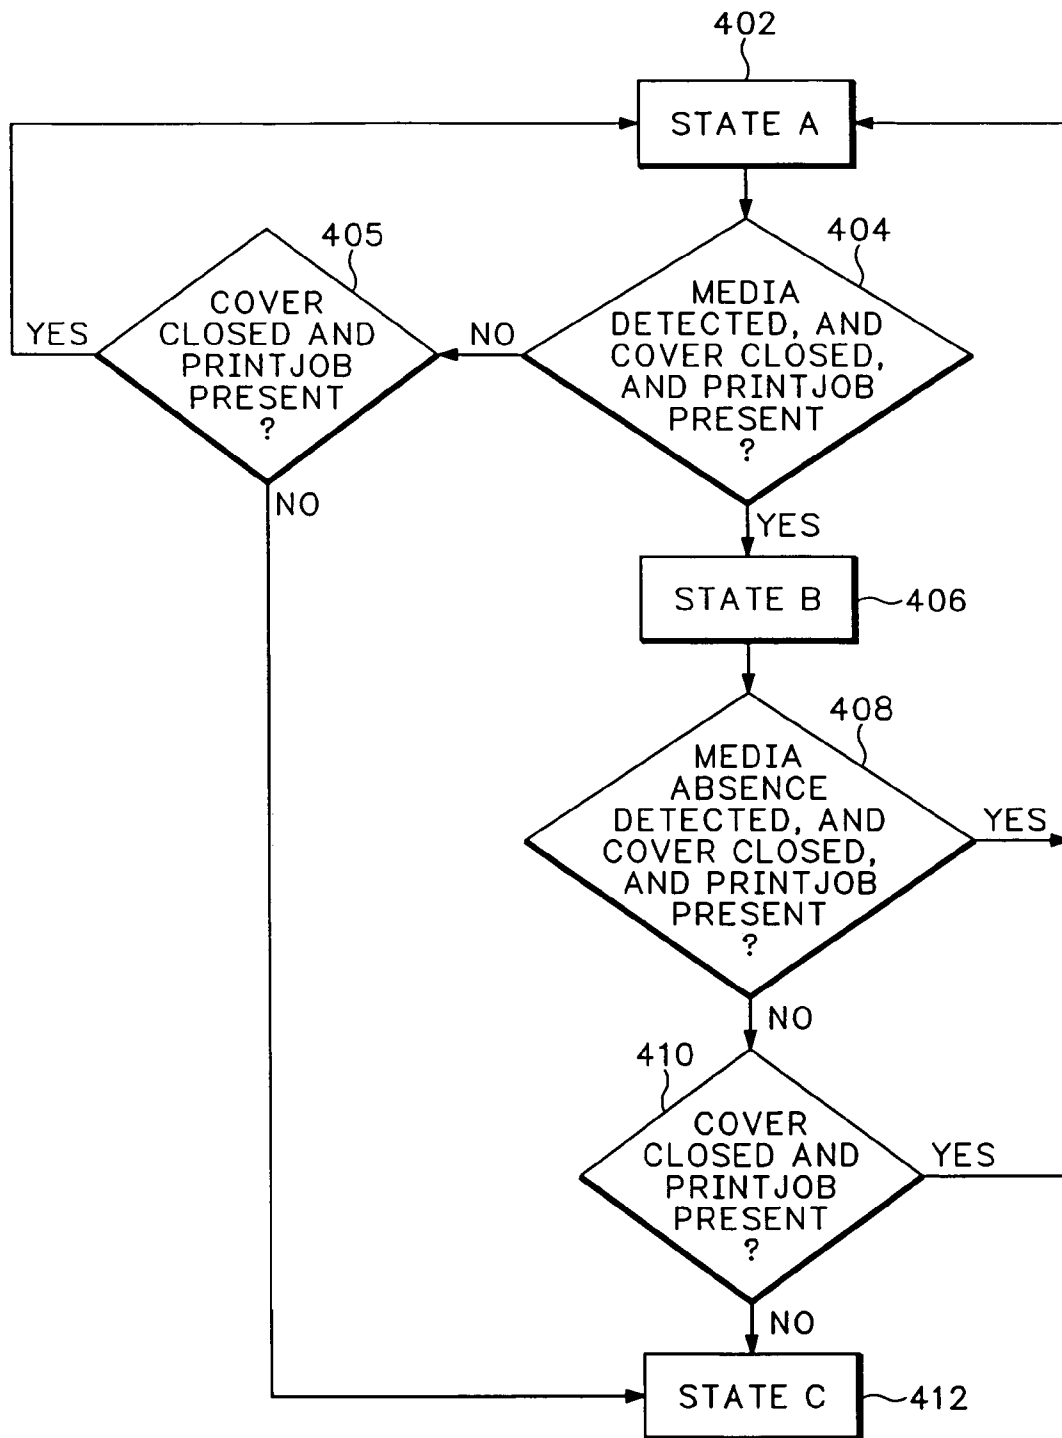 402
STATE A
405
404
COVER
CLOSED AND
PRINTJOB
PRESENT
?
YES
NO
MEDIA
DETECTED, AND
COVER CLOSED,
AND PRINTJOB
PRESENT
?
NO
YES
STATE B
406
408
MEDIA
ABSENCE
DETECTED, AND
COVER CLOSED,
AND PRINTJOB
PRESENT
?
YES
NO
410
COVER
CLOSED AND
PRINTJOB
PRESENT
?
YES
NO
STATE C
412